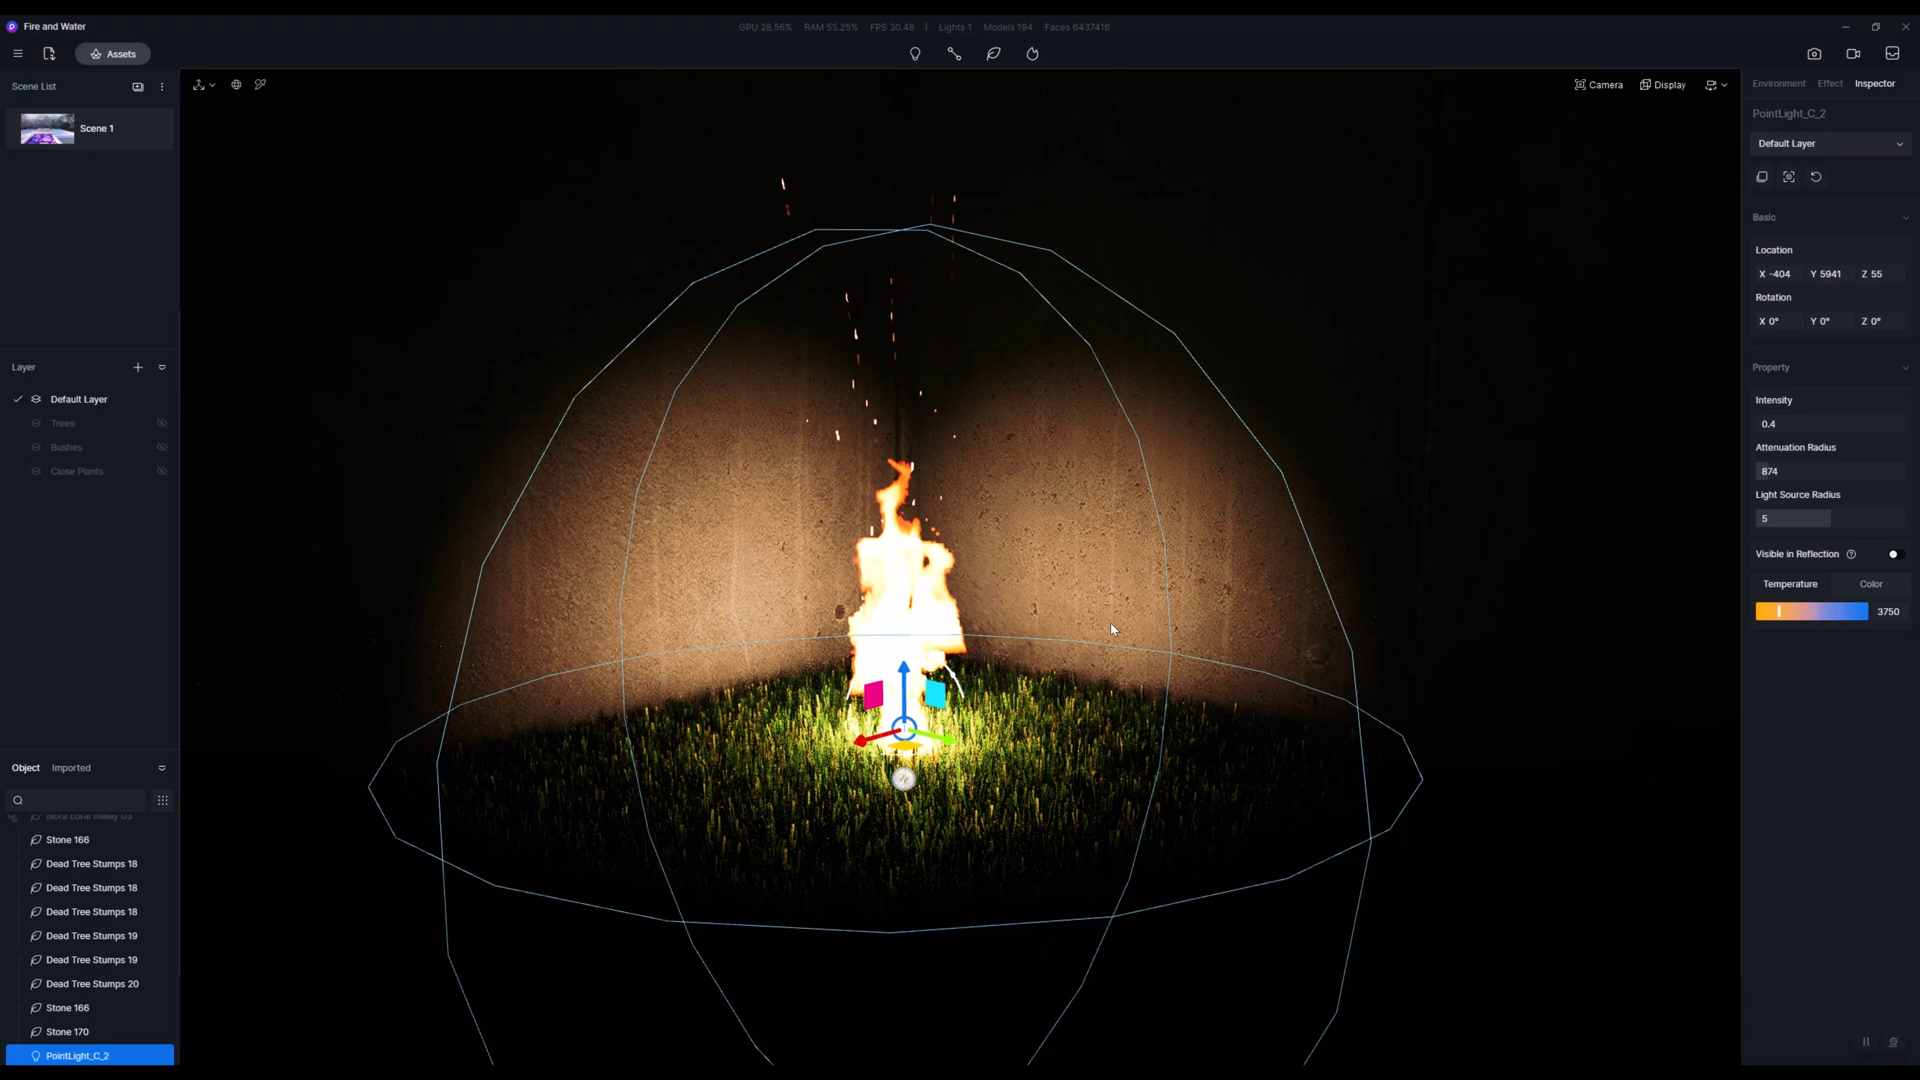 Fire and Water
GPU 28.56% RAM 55.25% FPS 30.48 | Lights 1 Models 194 Faces 6437416
Assets
Scene List
Scene 1
Camera
Display
Environment Effect Inspector
PointLight_C_2
Default Layer
Basic
Location
X -404 Y 5941 Z 55
Rotation
X 0° Y 0° Z 0°
Property
Intensity
0.4
Attenuation Radius
874
Light Source Radius
5
Visible in Reflection
Temperature Color
3750
Layer
Default Layer
Trees
Bushes
Close Plants
Object Imported
Stone 166
Dead Tree Stumps 18
Dead Tree Stumps 18
Dead Tree Stumps 18
Dead Tree Stumps 19
Dead Tree Stumps 19
Dead Tree Stumps 20
Stone 166
Stone 170
PointLight_C_2